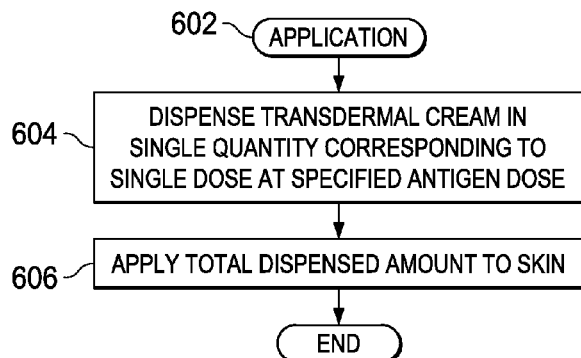 602
APPLICATION
604
DISPENSE TRANSDERMAL CREAM IN
SINGLE QUANTITY CORRESPONDING TO
SINGLE DOSE AT SPECIFIED ANTIGEN DOSE
606
APPLY TOTAL DISPENSED AMOUNT TO SKIN
END